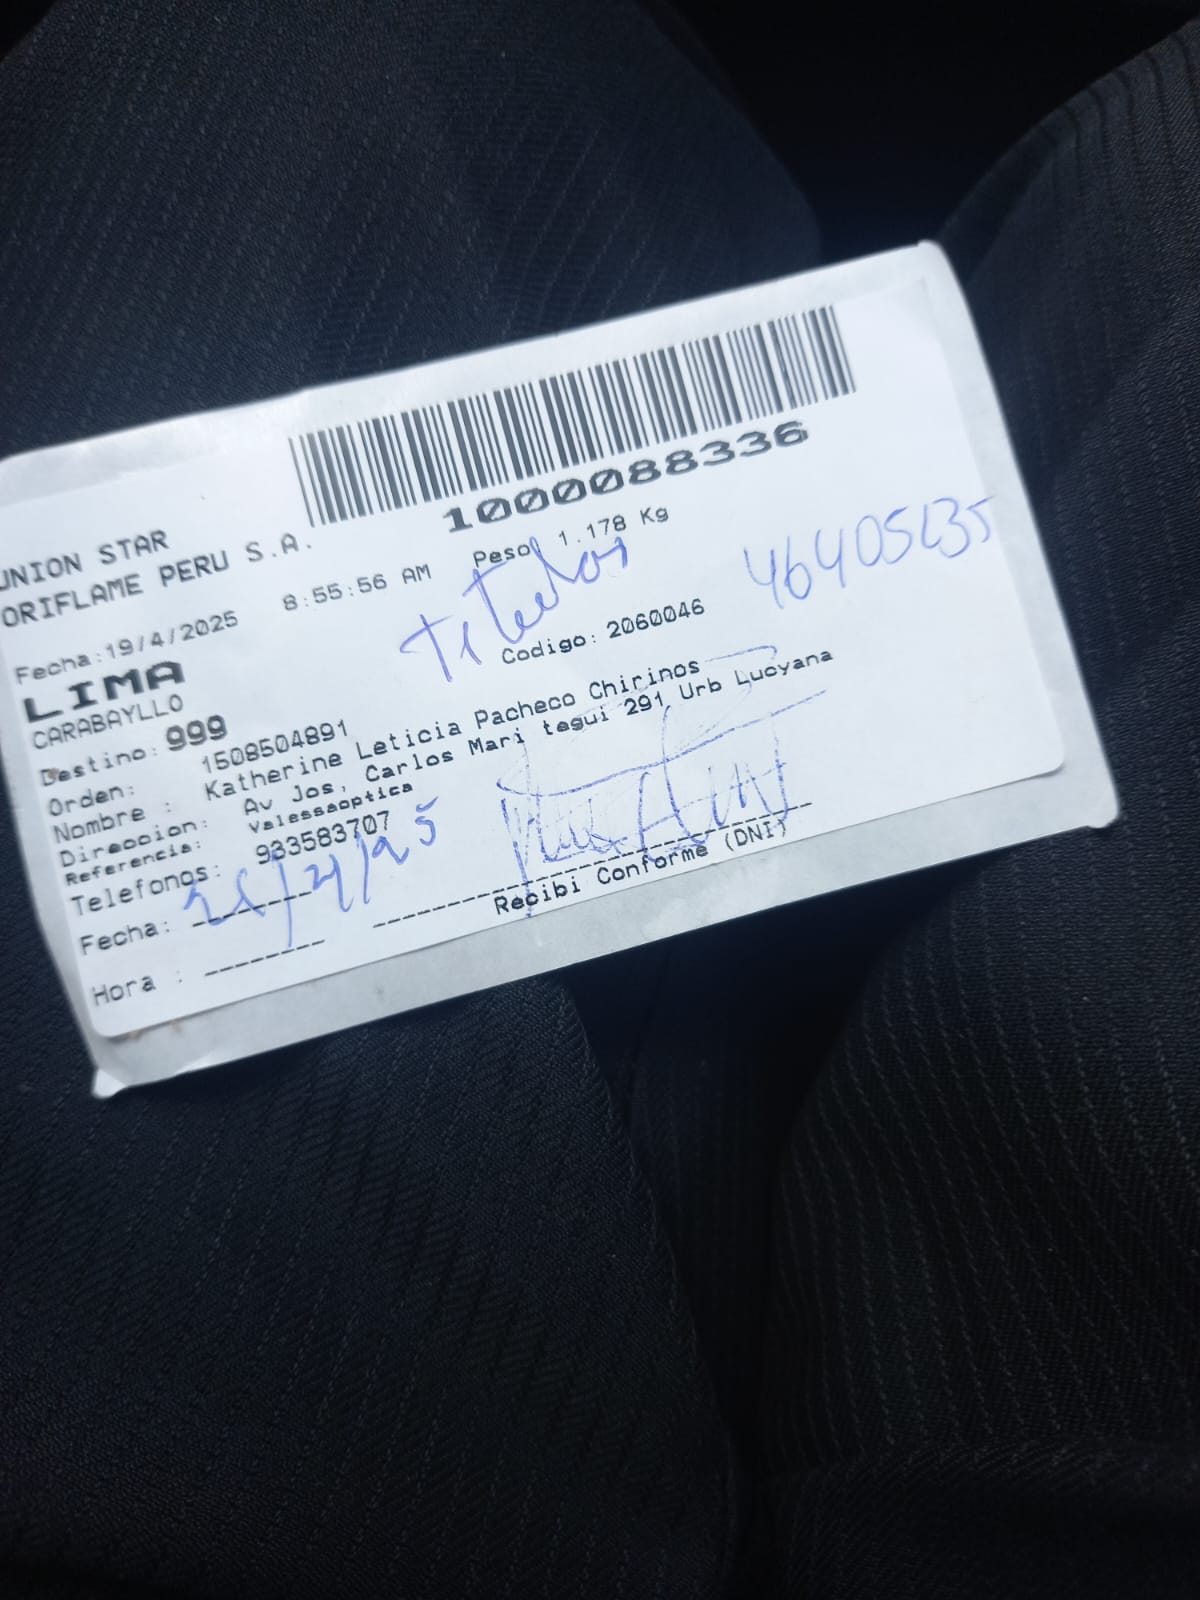 1000088336
UNION STAR
ORIFLAME PERU S.A.
Fecha:19/4/2025 8:55:56 AM Peso: 1.178 Kg
LIMA
CARABAYLLO
Codigo: 2060046
Destino: 999
Orden: 1508504891
Nombre : Katherine Leticia Pacheco Chirinos
Direccion: Av Jos, Carlos Mari tegui 291 Urb Lucyana
Referencia: Valessaoptica
Telefonos: 933583707
Fecha:
Hora :
Recibi Conforme (DNI)